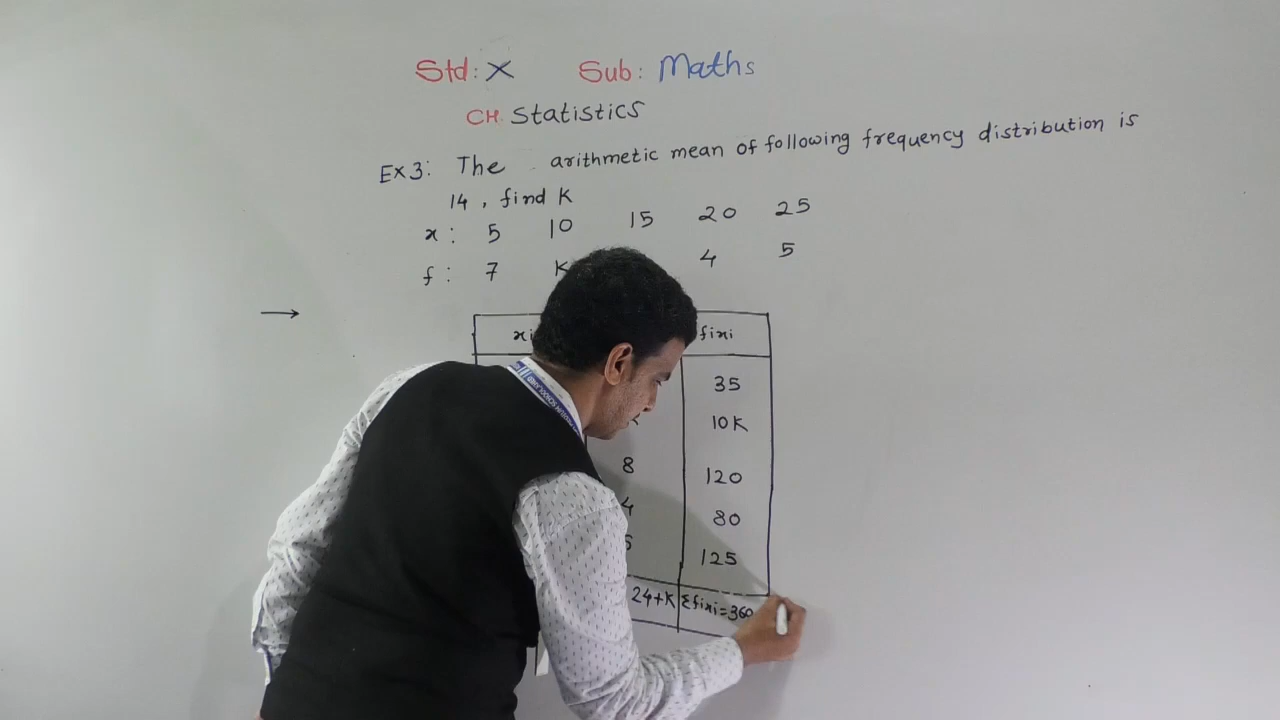 Std: X Sub: Maths
CH. Statistics
Ex3: The arithmetic mean of following frequency distribution is
14, find K
x: 5 10 15 20 25
f: 7 K 4 5
→
xi fixi
35
10K
8 120
4 80
5 125
24+K Σfixi=360